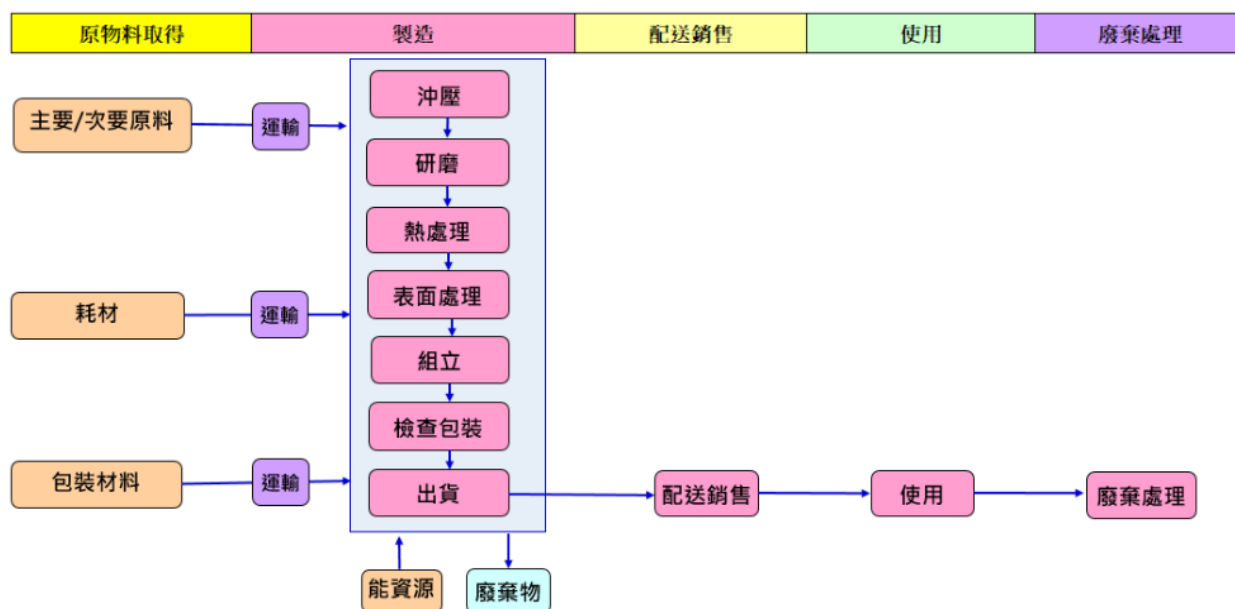 原物料取得
製造
配送銷售
使用
廢棄處理
主要/次要原料
運輸
沖壓
研磨
熱處理
耗材
運輸
表面處理
組立
檢查包裝
包裝材料
運輸
出貨
配送銷售
使用
廢棄處理
能資源
廢棄物